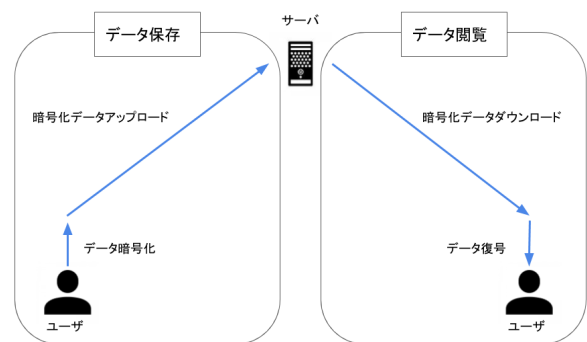 サーバ
データ保存
データ閲覧
暗号化データアップロード
暗号化データダウンロード
データ暗号化
データ復号
ユーザ
ユーザ